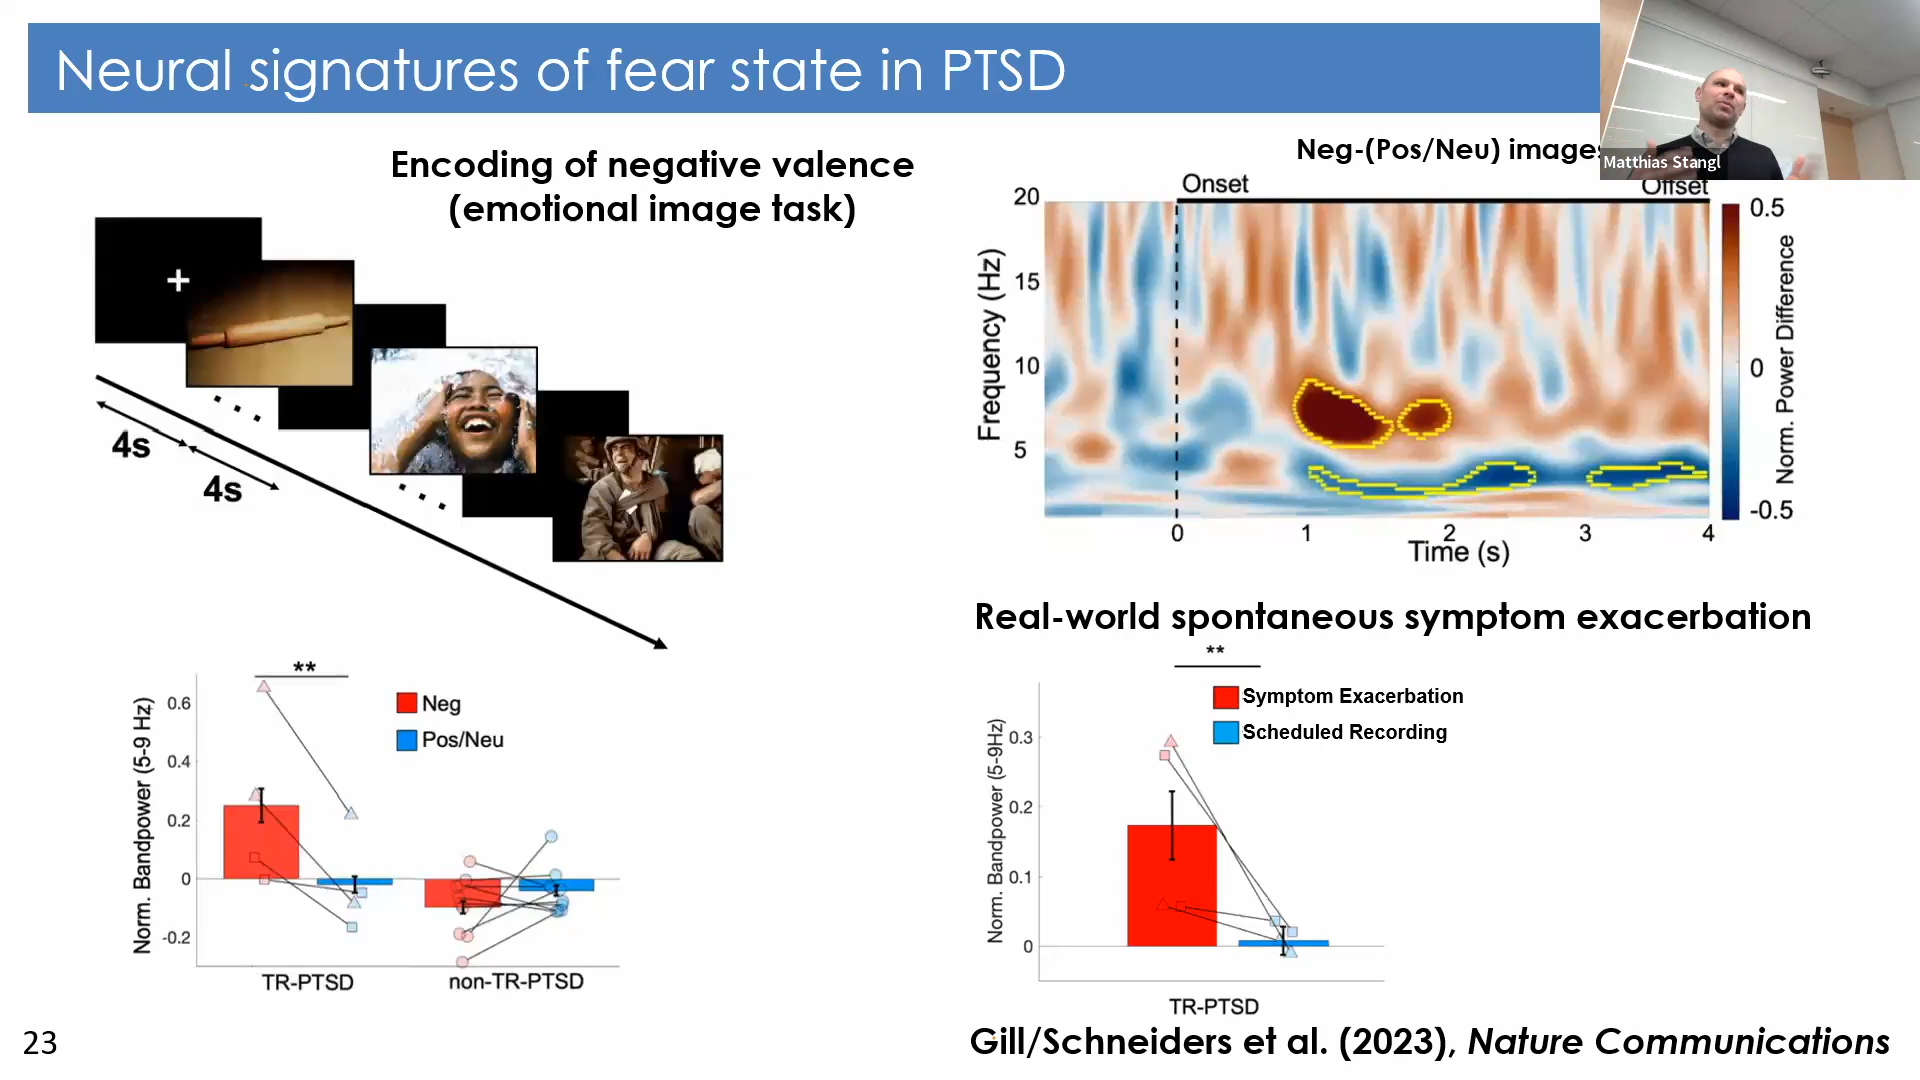 Neural signatures of fear state in PTSD
Matthias Stangl
Encoding of negative valence
(emotional image task)
4s
4s
Neg-(Pos/Neu) images
Onset
Offset
20
15
10
5
Frequency (Hz)
0
1
2
3
4
Time (s)
0.5
0
-0.5
Norm. Power Difference
**
Neg
Pos/Neu
0.6
0.4
0.2
0
-0.2
Norm. Bandpower (5-9 Hz)
TR-PTSD
non-TR-PTSD
Real-world spontaneous symptom exacerbation
**
Symptom Exacerbation
Scheduled Recording
0.3
0.2
0.1
0
Norm. Bandpower (5-9Hz)
TR-PTSD
Gill/Schneiders et al. (2023), Nature Communications
23